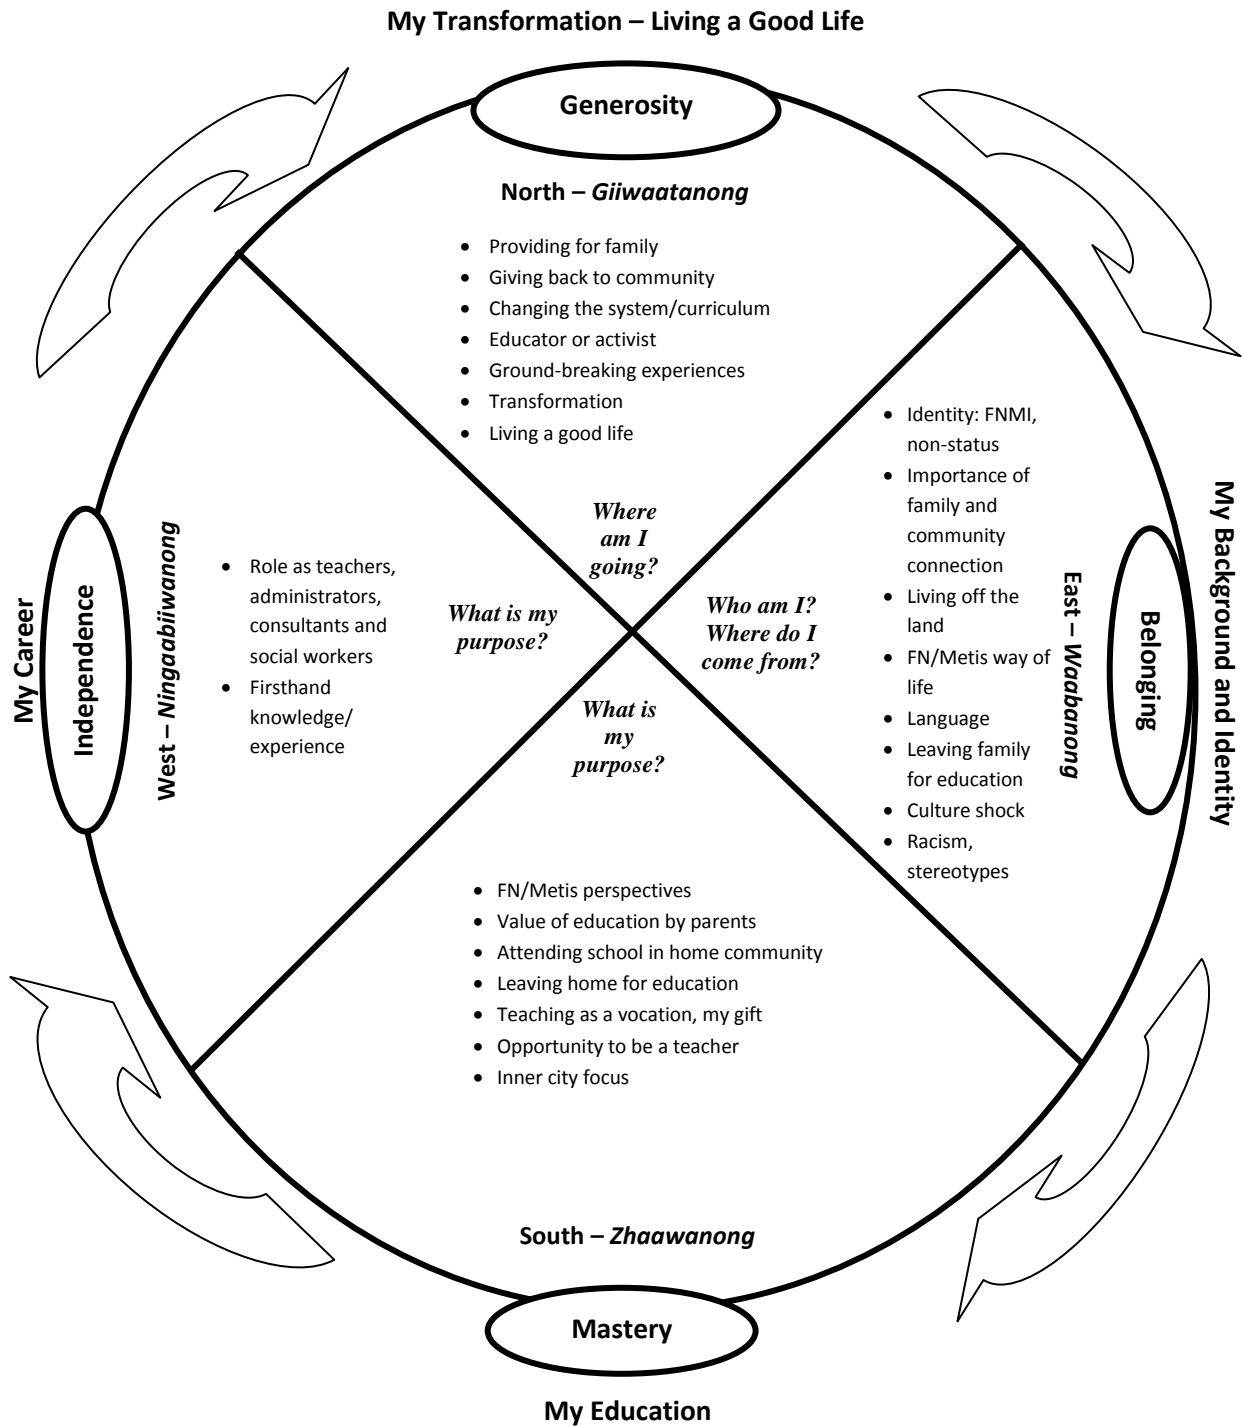 My Transformation – Living a Good Life
Generosity
North – Giiwaatanong
• Providing for family
• Giving back to community
• Changing the system/curriculum
• Educator or activist
• Ground-breaking experiences
• Transformation
• Living a good life
Where
am I
going?
My Background and Identity
Belonging
East – Waabanong
• Identity: FNMI,
non-status
• Importance of
family and
community
connection
• Living off the
land
• FN/Metis way of
life
• Language
• Leaving family
for education
• Culture shock
• Racism,
stereotypes
Who am I?
Where do I
come from?
What is
my
purpose?
• FN/Metis perspectives
• Value of education by parents
• Attending school in home community
• Leaving home for education
• Teaching as a vocation, my gift
• Opportunity to be a teacher
• Inner city focus
South – Zhaawanong
Mastery
My Education
My Career
Independence
West – Ningaabiiwanong
• Role as teachers,
administrators,
consultants and
social workers
• Firsthand
knowledge/
experience
What is my
purpose?